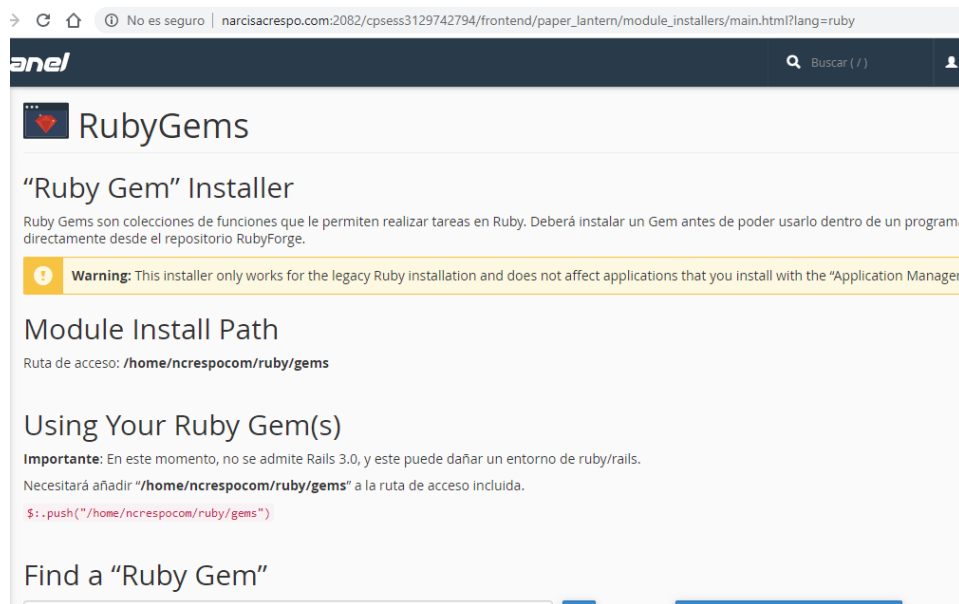 No es seguro | narcisacrespo.com:2082/cpsess3129742794/frontend/paper_lantern/module_installers/main.html?lang=ruby
Buscar ( / )
RubyGems
“Ruby Gem” Installer
Ruby Gems son colecciones de funciones que le permiten realizar tareas en Ruby. Deberá instalar un Gem antes de poder usarlo dentro de un
directamente desde el repositorio RubyForge.
Warning: This installer only works for the legacy Ruby installation and does not affect applications that you install with the “Application
Module Install Path
Ruta de acceso: /home/ncrespocom/ruby/gems
Using Your Ruby Gem(s)
Importante: En este momento, no se admite Rails 3.0, y este puede dañar un entorno de ruby/rails.
Necesitará añadir “/home/ncrespocom/ruby/gems” a la ruta de acceso incluida.
$:.push("/home/ncrespocom/ruby/gems")
Find a “Ruby Gem”